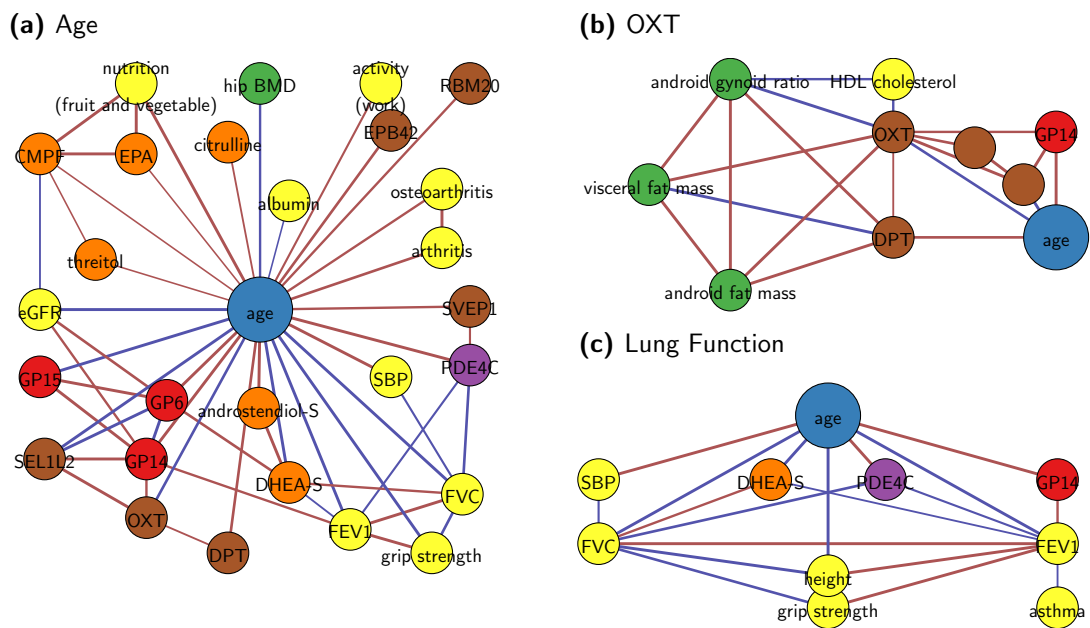 (a) Age
nutrition
(fruit and vegetable)
hip BMD
activity
(work)
RBM20
EPB42
CMPF
EPA
citrulline
osteoarthritis
albumin
arthritis
threitol
eGFR
age
SVEP1
PDE4C
GP15
GP6
SBP
androstendiol-S
SEL1L2
GP14
DHEA-S
FVC
OXT
FEV1
DPT
grip strength
(b) OXT
android gynoid ratio
HDL cholesterol
OXT
GP14
visceral fat mass
DPT
age
android fat mass
(c) Lung Function
age
SBP
DHEA-S
PDE4C
GP14
FVC
FEV1
height
grip strength
asthma